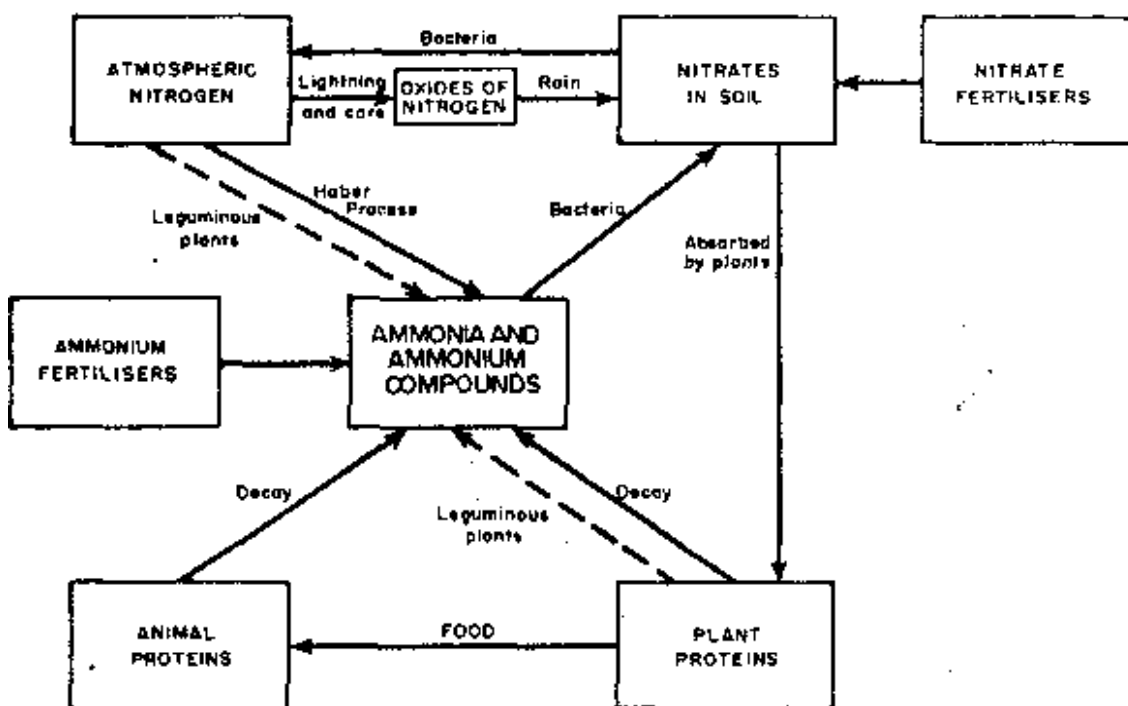 Bacteria
ATMOSPHERIC
NITROGEN
Lightning
and cars
OXIDES OF
NITROGEN
Rain
NITRATES
IN SOIL
NITRATE
FERTILISERS
Haber
Process
Leguminous
plants
Bacteria
Absorbed
by plants
AMMONIUM
FERTILISERS
AMMONIA AND
AMMONIUM
COMPOUNDS
Decay
Leguminous
plants
Decay
ANIMAL
PROTEINS
FOOD
PLANT
PROTEINS